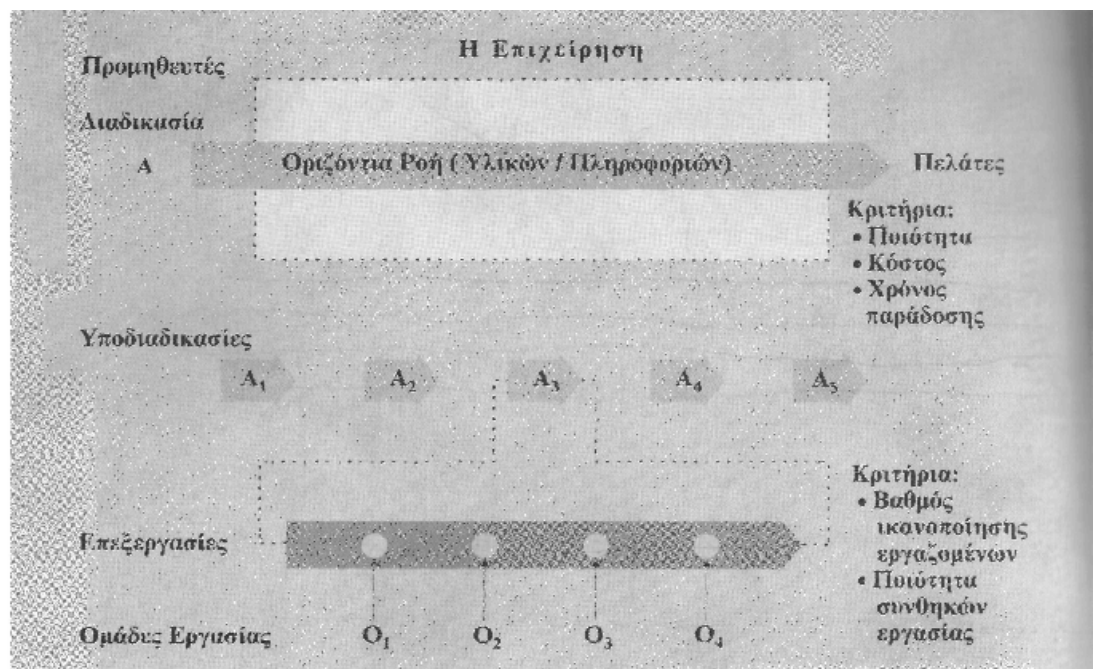 Η Επιχείρηση
Προμηθευτές
Διαδικασία
Α
Οριζόντια Ροή ( Υλικών / Πληροφοριών)
Πελάτες
Κριτήρια:
• Ποιότητα
• Κόστος
• Χρόνος
παράδοσης
Υποδιαδικασίες
Α₁ Α₂ Α₃ Α₄ Α₅
Κριτήρια:
• Βαθμός
ικανοποίησης
εργαζομένων
• Ποιότητα
συνθηκών
εργασίας
Επεξεργασίες
Ομάδες Εργασίας Ο₁ Ο₂ Ο₃ Ο₄